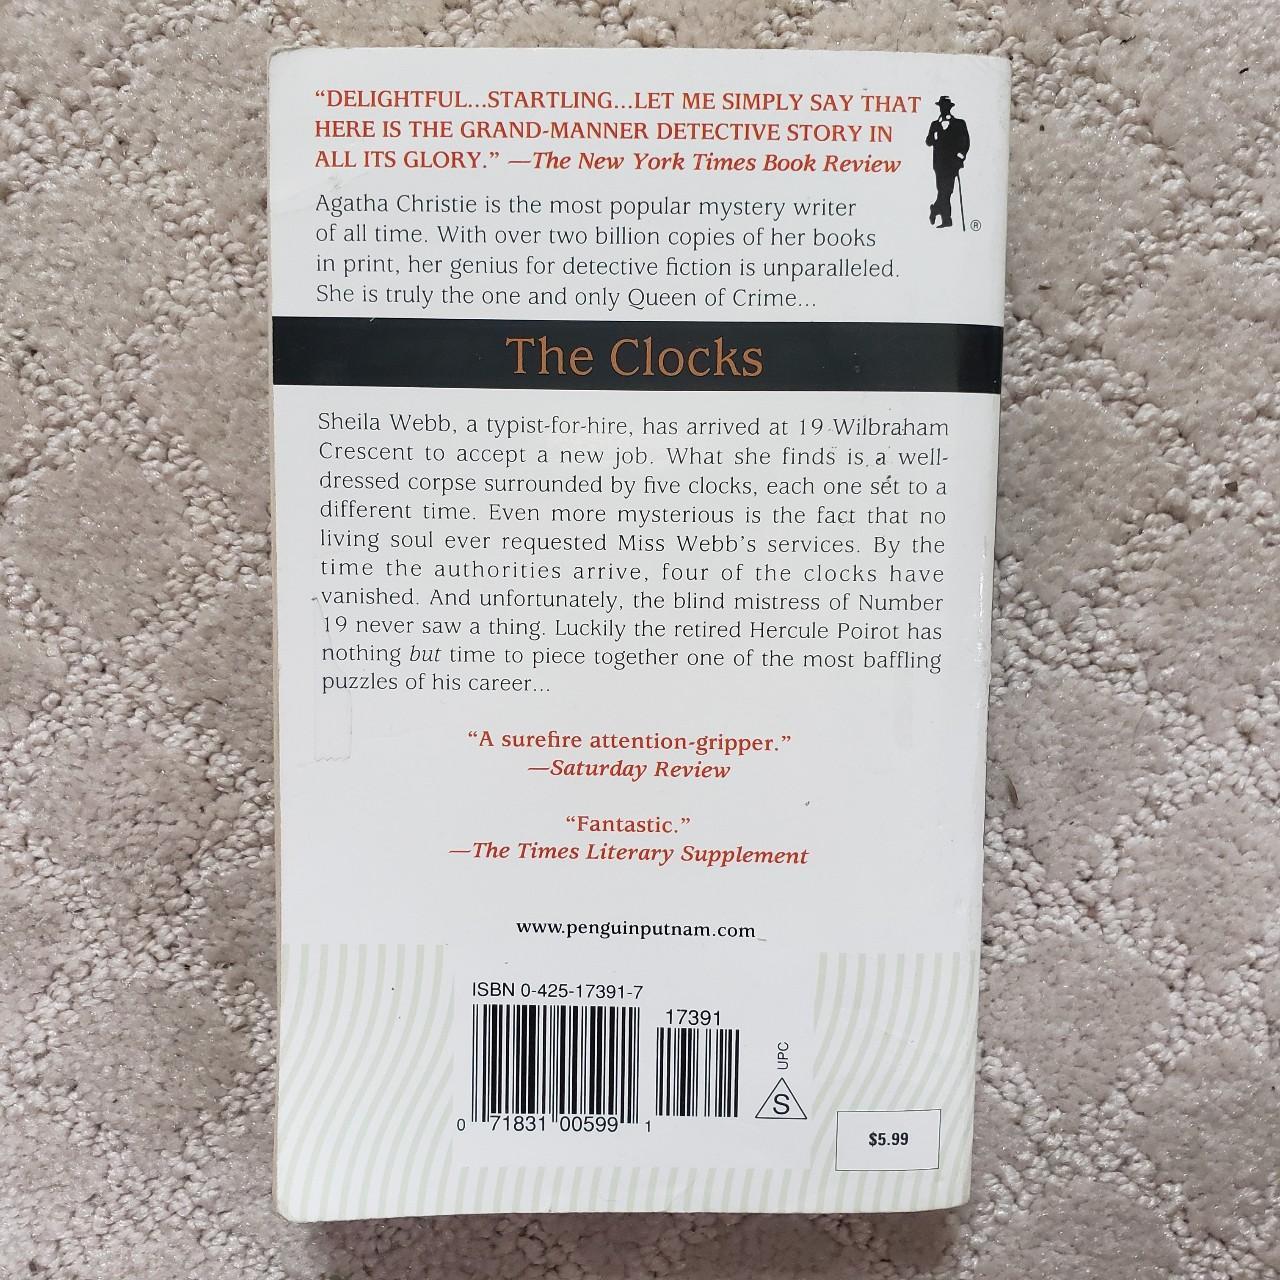 “DELIGHTFUL...STARTLING...LET ME SIMPLY SAY THAT
HERE IS THE GRAND-MANNER DETECTIVE STORY IN
ALL ITS GLORY.” —The New York Times Book Review
®
Agatha Christie is the most popular mystery writer
of all time. With over two billion copies of her books
in print, her genius for detective fiction is unparalleled.
She is truly the one and only Queen of Crime...
The Clocks
Sheila Webb, a typist-for-hire, has arrived at 19 Wilbraham
Crescent to accept a new job. What she finds is a well-
dressed corpse surrounded by five clocks, each one set to a
different time. Even more mysterious is the fact that no
living soul ever requested Miss Webb’s services. By the
time the authorities arrive, four of the clocks have
vanished. And unfortunately, the blind mistress of Number
19 never saw a thing. Luckily the retired Hercule Poirot has
nothing but time to piece together one of the most baffling
puzzles of his career...
“A surefire attention-gripper.”
—Saturday Review
“Fantastic.”
—The Times Literary Supplement
www.penguinputnam.com
ISBN 0-425-17391-7
17391
UPC
S
0 71831 00599 1
$5.99